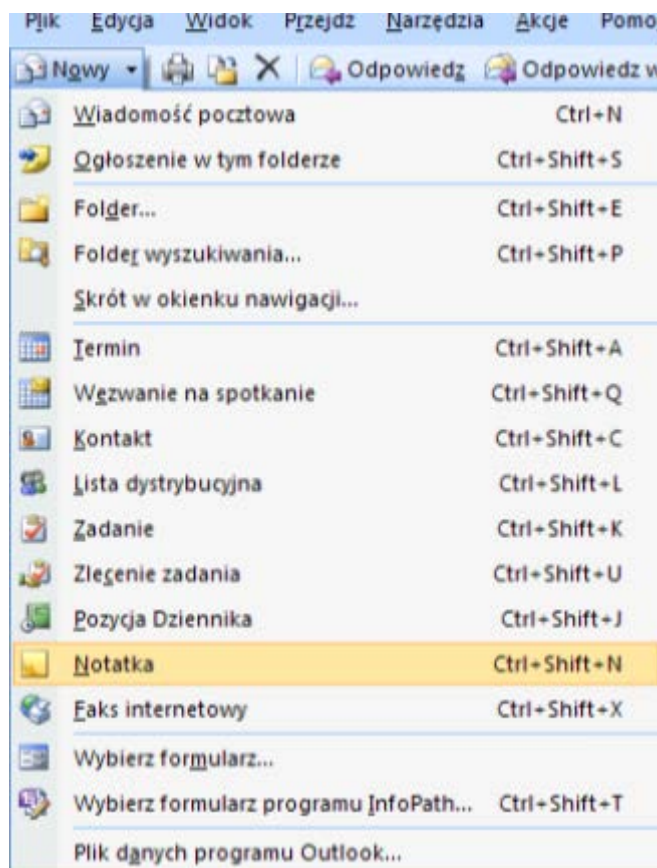 Plik Edycja Widok Przejdź Narzędzia Akcje Pomo
Nowy Odpowiedz Odpowiedz w
Wiadomość pocztowa Ctrl+N
Ogłoszenie w tym folderze Ctrl+Shift+S
Folder... Ctrl+Shift+E
Folder wyszukiwania... Ctrl+Shift+P
Skrót w okienku nawigacji...
Termin Ctrl+Shift+A
Wezwanie na spotkanie Ctrl+Shift+Q
Kontakt Ctrl+Shift+C
Lista dystrybucyjna Ctrl+Shift+L
Zadanie Ctrl+Shift+K
Zlecenie zadania Ctrl+Shift+U
Pozycja Dziennika Ctrl+Shift+J
Notatka Ctrl+Shift+N
Faks internetowy Ctrl+Shift+X
Wybierz formularz...
Wybierz formularz programu InfoPath... Ctrl+Shift+T
Plik danych programu Outlook...